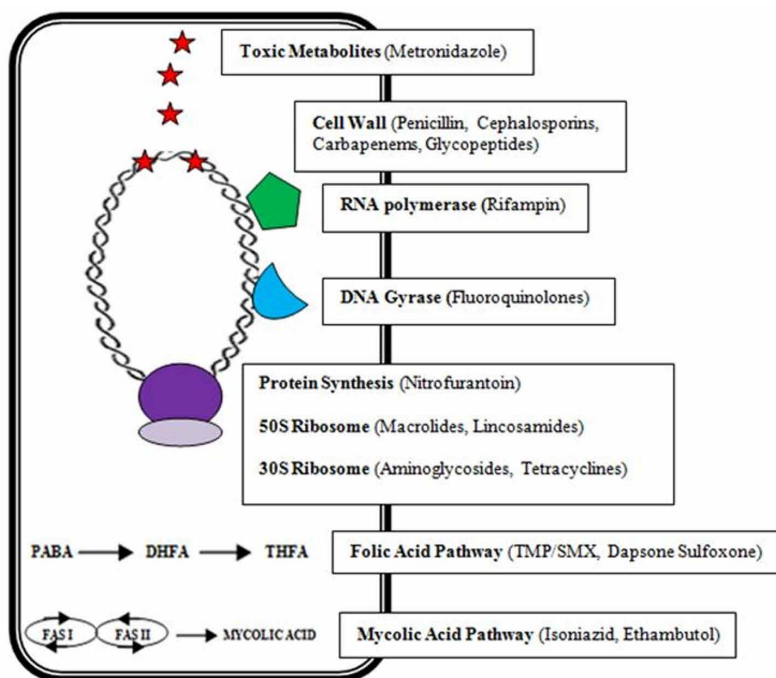 Toxic Metabolites (Metronidazole)
Cell Wall (Penicillin, Cephalosporins,
Carbapenems, Glycopeptides)
RNA polymerase (Rifampin)
DNA Gyrase (Fluoroquinolones)
Protein Synthesis (Nitrofurantoin)
50S Ribosome (Macrolides, Lincosamides)
30S Ribosome (Aminoglycosides, Tetracyclines)
PABA DHFA THFA
Folic Acid Pathway (TMP/SMX, Dapsone Sulfoxone)
FAS I FAS II MYCOLIC ACID
Mycolic Acid Pathway (Isoniazid, Ethambutol)